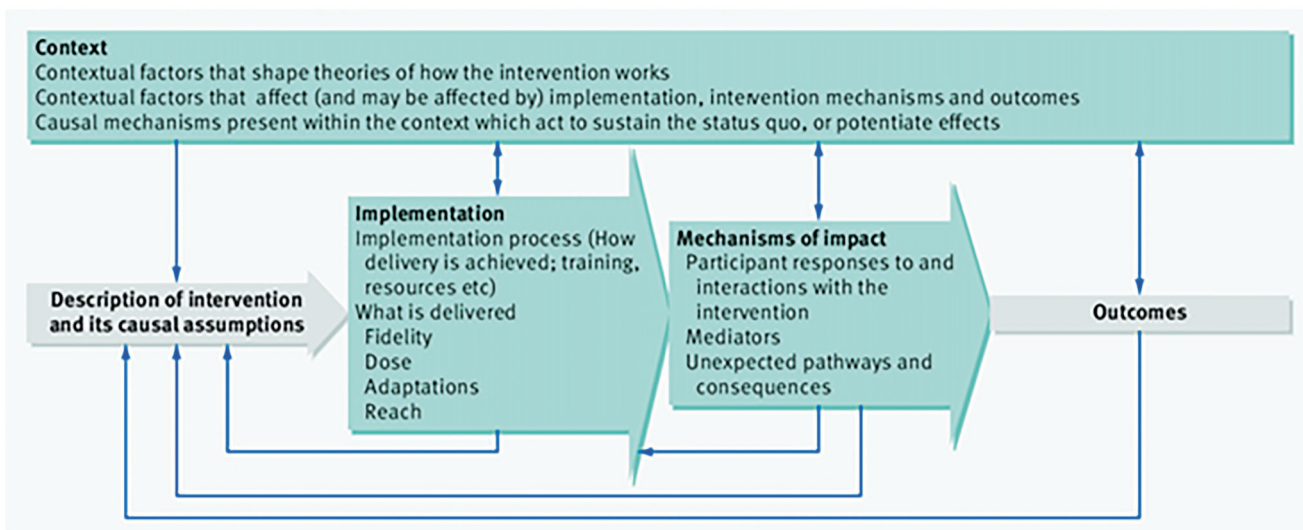 Context
Contextual factors that shape theories of how the intervention works
Contextual factors that affect (and may be affected by) implementation, intervention mechanisms and outcomes
Causal mechanisms present within the context which act to sustain the status quo, or potentiate effects
Description of intervention
and its causal assumptions
Implementation
Implementation process (How
delivery is achieved; training,
resources etc)
What is delivered
Fidelity
Dose
Adaptations
Reach
Mechanisms of impact
Participant responses to and
interactions with the
intervention
Mediators
Unexpected pathways and
consequences
Outcomes